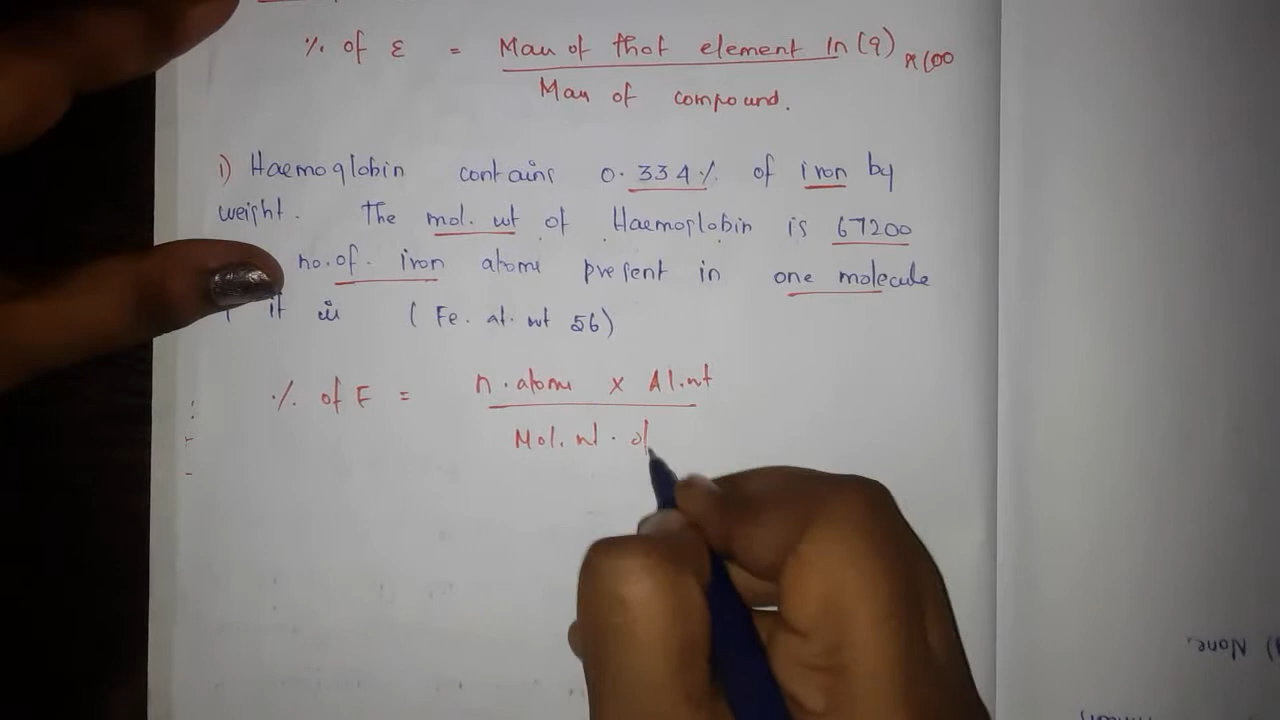 % of ε = Mass of that element in (g) × 100
Mass of compound.
1) Haemoglobin contains 0.334% of iron by
weight. The mol. wt of Haemoglobin is 67200
no. of. iron atoms present in one molecule
it is (Fe. at. wt 56)
% of E = n. atoms x At.wt
Mol. wt. of
) None.